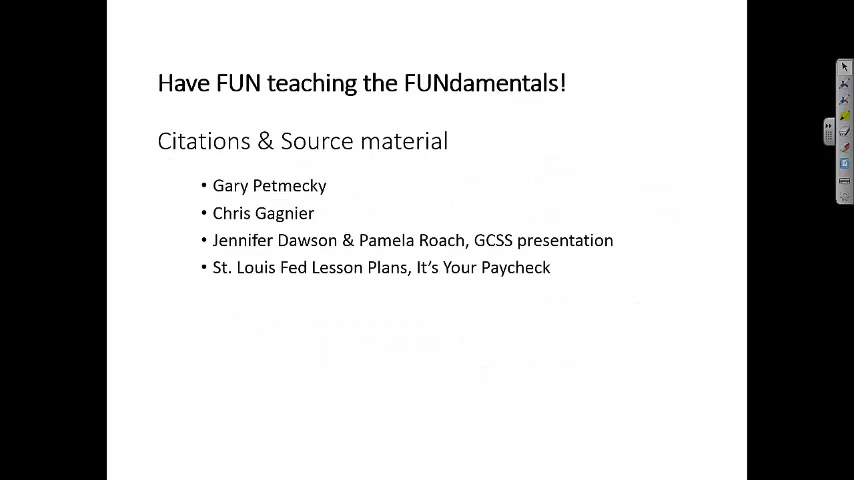 Have FUN teaching the FUNdamentals!
Citations & Source material
• Gary Petmecky
• Chris Gagnier
• Jennifer Dawson & Pamela Roach, GCSS presentation
• St. Louis Fed Lesson Plans, It's Your Paycheck